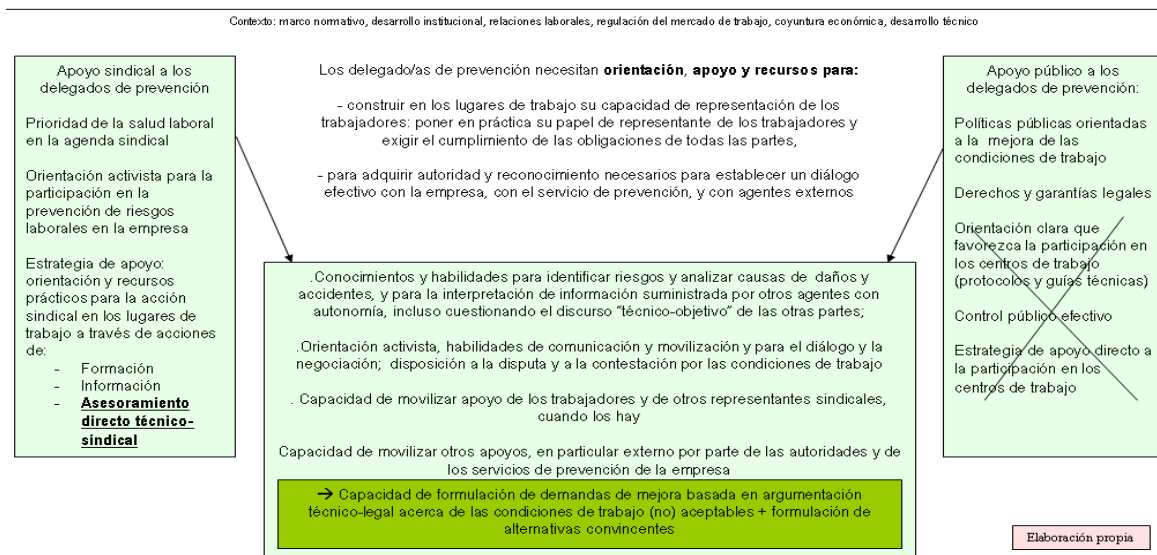 Contexto: marco normativo, desarrollo institucional, relaciones laborales, regulación del mercado de trabajo, coyuntura económica, desarrollo técnico
Apoyo sindical a los
delegados de prevención
Prioridad de la salud laboral
en la agenda sindical
Orientación activista para la
participación en la
prevención de riesgos
laborales en la empresa
Estrategia de apoyo:
orientación y recursos
prácticos para la acción
sindical en los lugares de
trabajo a través de acciones
de:
- Formación
- Información
- Asesoramiento
directo técnico-
sindical
Los delegado/as de prevención necesitan orientación, apoyo y recursos para:
- construir en los lugares de trabajo su capacidad de representación de los
trabajadores: poner en práctica su papel de representante de los trabajadores y
exigir el cumplimiento de las obligaciones de todas las partes,
- para adquirir autoridad y reconocimiento necesarios para establecer un diálogo
efectivo con la empresa, con el servicio de prevención, y con agentes externos
Apoyo público a los
delegados de prevención:
Políticas públicas orientadas
a la mejora de las
condiciones de trabajo
Derechos y garantías legales
Orientación clara que
favorezca la participación en
los centros de trabajo
(protocolos y guías técnicas)
Control público efectivo
Estrategia de apoyo directo a
la participación en los
centros de trabajo
.Conocimientos y habilidades para identificar riesgos y analizar causas de daños y
accidentes, y para la interpretación de información suministrada por otros agentes con
autonomía, incluso cuestionando el discurso "técnico-objetivo" de las otras partes;
.Orientación activista, habilidades de comunicación y movilización y para el diálogo y la
negociación; disposición a la disputa y a la contestación por las condiciones de trabajo
. Capacidad de movilizar apoyo de los trabajadores y de otros representantes sindicales,
cuando los hay
Capacidad de movilizar otros apoyos, en particular externo por parte de las autoridades y de
los servicios de prevención de la empresa
→ Capacidad de formulación de demandas de mejora basada en argumentación
técnico-legal acerca de las condiciones de trabajo (no) aceptables + formulación de
alternativas convincentes
Elaboración propia